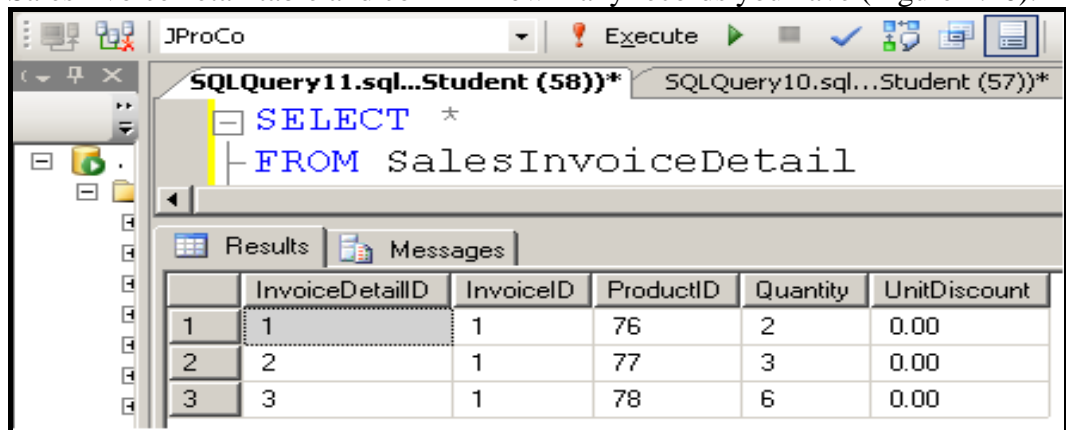 JProCo Execute
SQLQuery11.sql...Student (58))* SQLQuery10.sql...Student (57))*
SELECT *
FROM SalesInvoiceDetail
Results Messages
InvoiceDetailID InvoiceID ProductID Quantity UnitDiscount
1 1 1 76 2 0.00
2 2 1 77 3 0.00
3 3 1 78 6 0.00